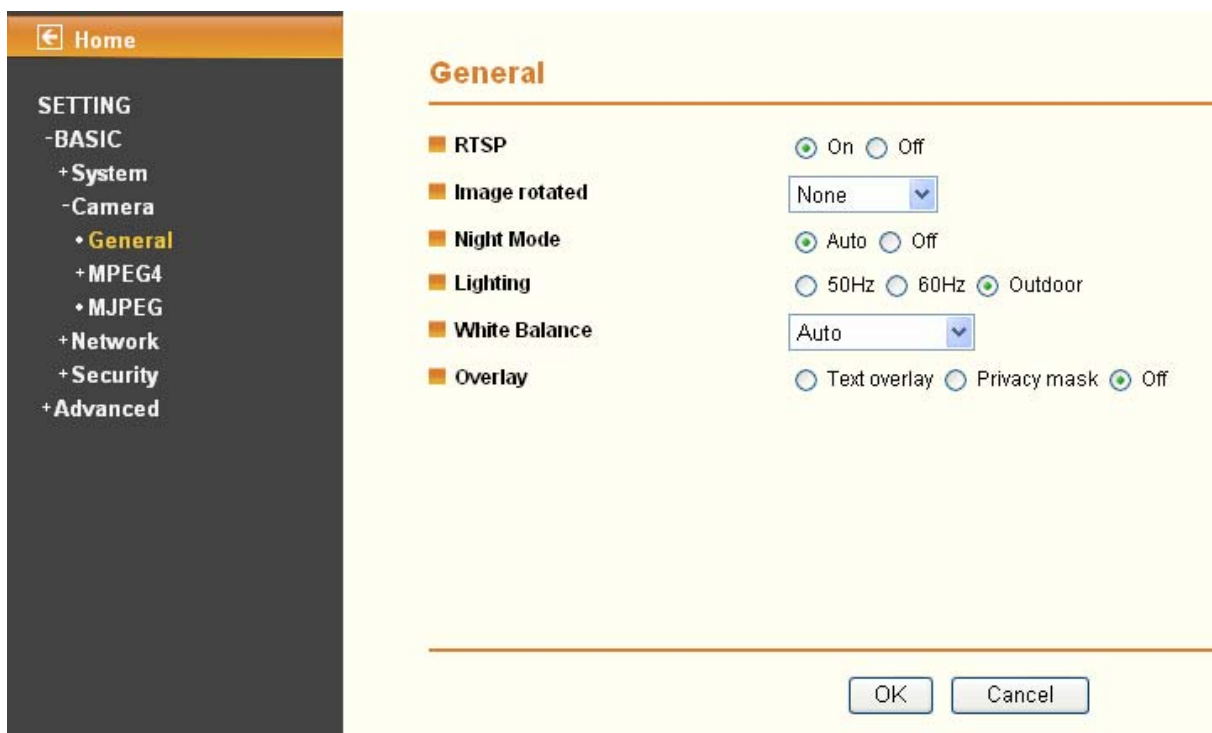 Home
SETTING
-BASIC
+System
-Camera
•General
+MPEG4
•MJPEG
+Network
+Security
+Advanced
General
RTSP On Off
Image rotated None
Night Mode Auto Off
Lighting 50Hz 60Hz Outdoor
White Balance Auto
Overlay Text overlay Privacy mask Off
OK Cancel